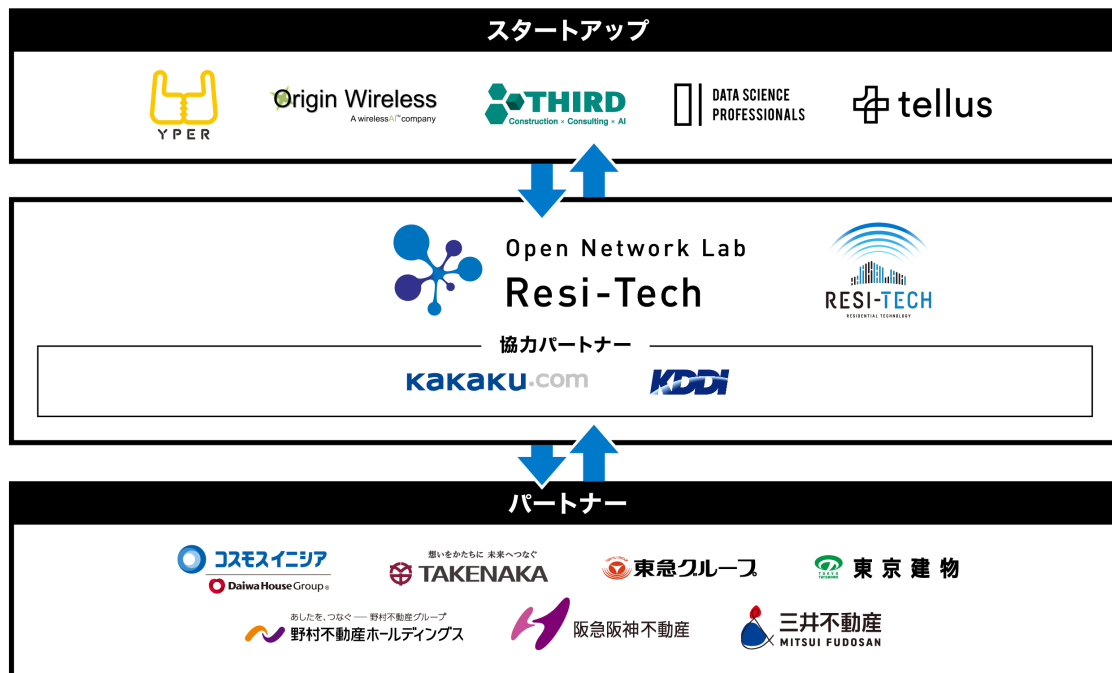 スタートアップ
YPER
Origin Wireless
A wirelessAI™company
THIRD
Construction × Consulting × AI
DATA SCIENCE
PROFESSIONALS
tellus
Open Network Lab
Resi-Tech
RESI-TECH
RESIDENTIAL TECHNOLOGY
協力パートナー
kakaku.com
KDDI
パートナー
コスモスイニシア
Daiwa House Group®
想いをかたちに 未来へつなぐ
TAKENAKA
東急グループ
東京建物
あしたを、つなぐ — 野村不動産グループ
野村不動産ホールディングス
阪急阪神不動産
三井不動産
MITSUI FUDOSAN